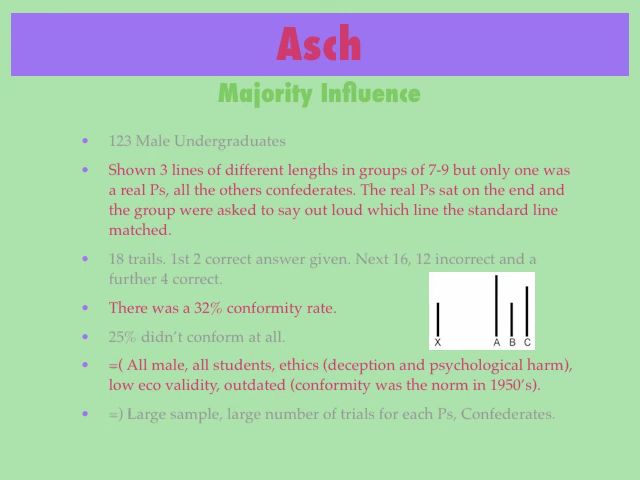 Asch
Majority Influence
• 123 Male Undergraduates
• Shown 3 lines of different lengths in groups of 7-9 but only one was
a real Ps, all the others confederates. The real Ps sat on the end and
the group were asked to say out loud which line the standard line
matched.
• 18 trails. 1st 2 correct answer given. Next 16, 12 incorrect and a
further 4 correct.
• There was a 32% conformity rate.
• 25% didn't conform at all.
X A B C
• =( All male, all students, ethics (deception and psychological harm),
low eco validity, outdated (conformity was the norm in 1950's).
• =) Large sample, large number of trials for each Ps, Confederates.